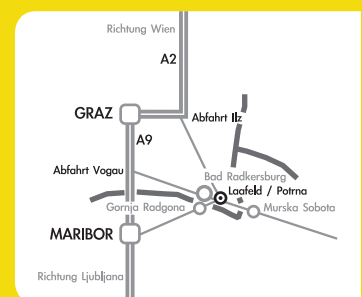 Richtung Wien
A2
GRAZ
Abfahrt Ilz
A9
Abfahrt Vogau
Bad Radkersburg
Laafeld / Potrna
Gornja Radgona
Murska Sobota
MARIBOR
Richtung Ljubljana